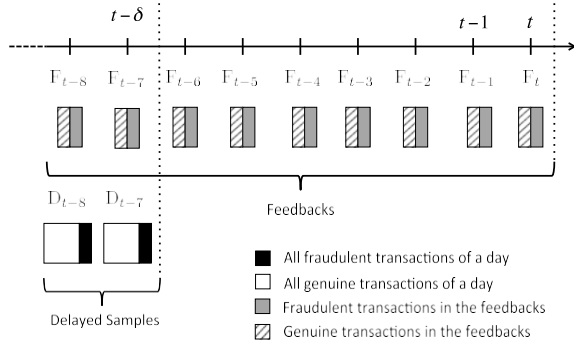 t−δ t−1 t
F_{t−8} F_{t−7} F_{t−6} F_{t−5} F_{t−4} F_{t−3} F_{t−2} F_{t−1} F_t
D_{t−8} D_{t−7}
Feedbacks
All fraudulent transactions of a day
All genuine transactions of a day
Fraudulent transactions in the feedbacks
Genuine transactions in the feedbacks
Delayed Samples